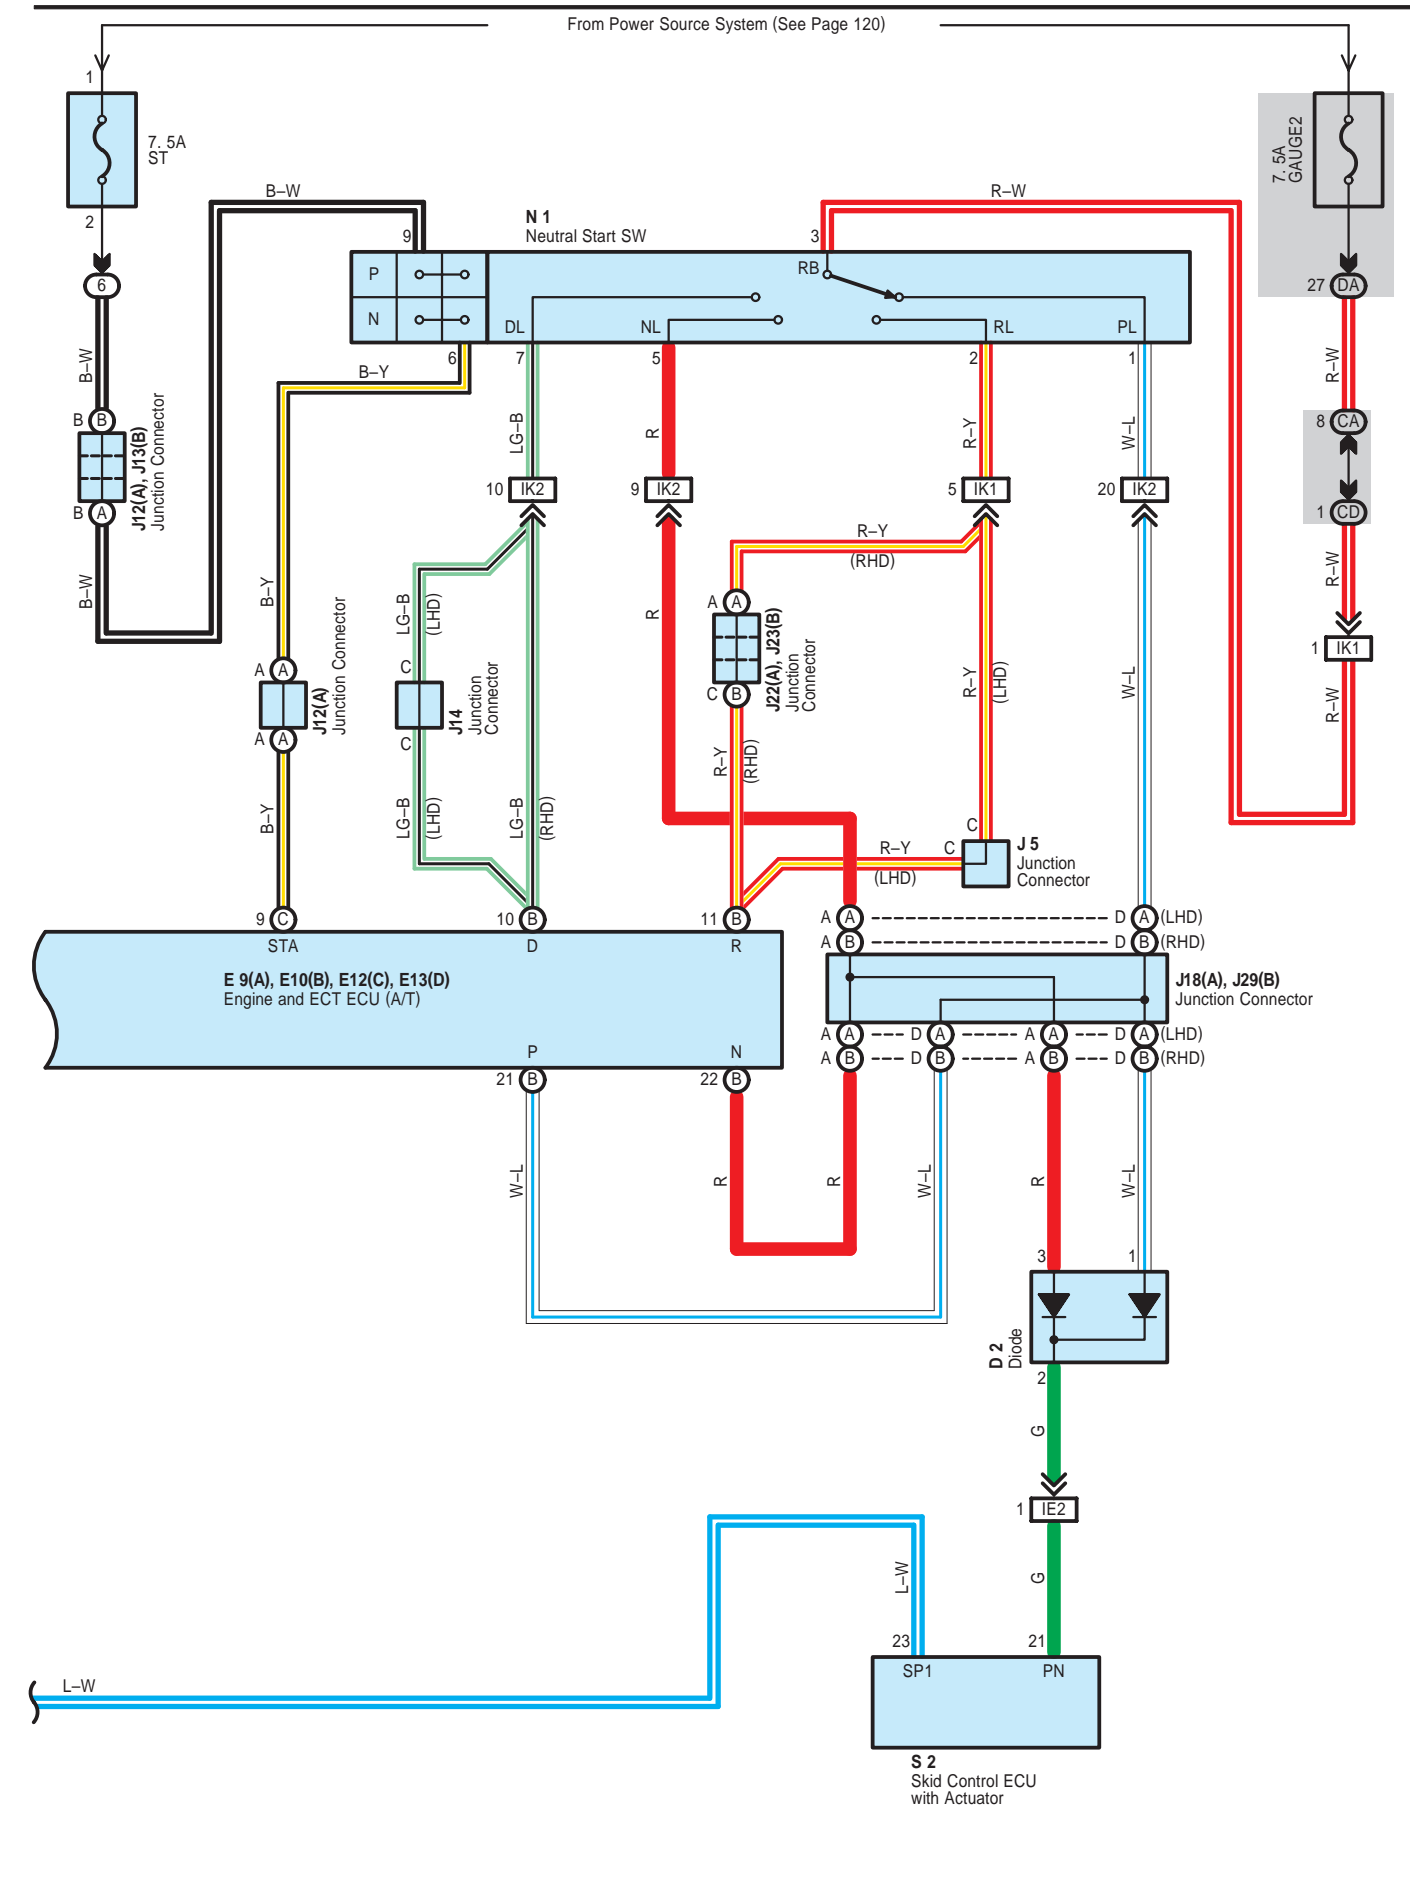 From Power Source System (See Page 120)
1
7. 5A
ST
2
6
B–W
B–W
B B
B A
J12(A), J13(B)
Junction Connector
B–W
7. 5A
GAUGE2
27 DA
R–W
8 CA
1 CD
R–W
1 IK1
R–W
R–W
N 1
Neutral Start SW
9
3
P
N
RB
DL
NL
RL
PL
6
7
5
2
1
B–Y
LG–B
R
R–Y
W–L
10 IK2
9 IK2
5 IK1
20 IK2
R–Y
(RHD)
B–Y
LG–B
(LHD)
R
A A
J22(A), J23(B)
Junction
Connector
C B
R–Y
(LHD)
W–L
A A
J12(A)
Junction Connector
A A
C
J14
Junction
Connector
C
B–Y
LG–B
(LHD)
LG–B
(RHD)
R–Y
(RHD)
C
C
J 5
Junction
Connector
R–Y
(LHD)
9 C
10 B
11 B
A A D A (LHD)
A B D B (RHD)
STA
D
R
E 9(A), E10(B), E12(C), E13(D)
Engine and ECT ECU (A/T)
J18(A), J29(B)
Junction Connector
P
N
A A D A A A D A (LHD)
A B D B A B D B (RHD)
21 B
22 B
W–L
R
R
W–L
R
W–L
3
1
D 2
Diode
2
G
1 IE2
G
L–W
L–W
23
21
SP1
PN
S 2
Skid Control ECU
with Actuator